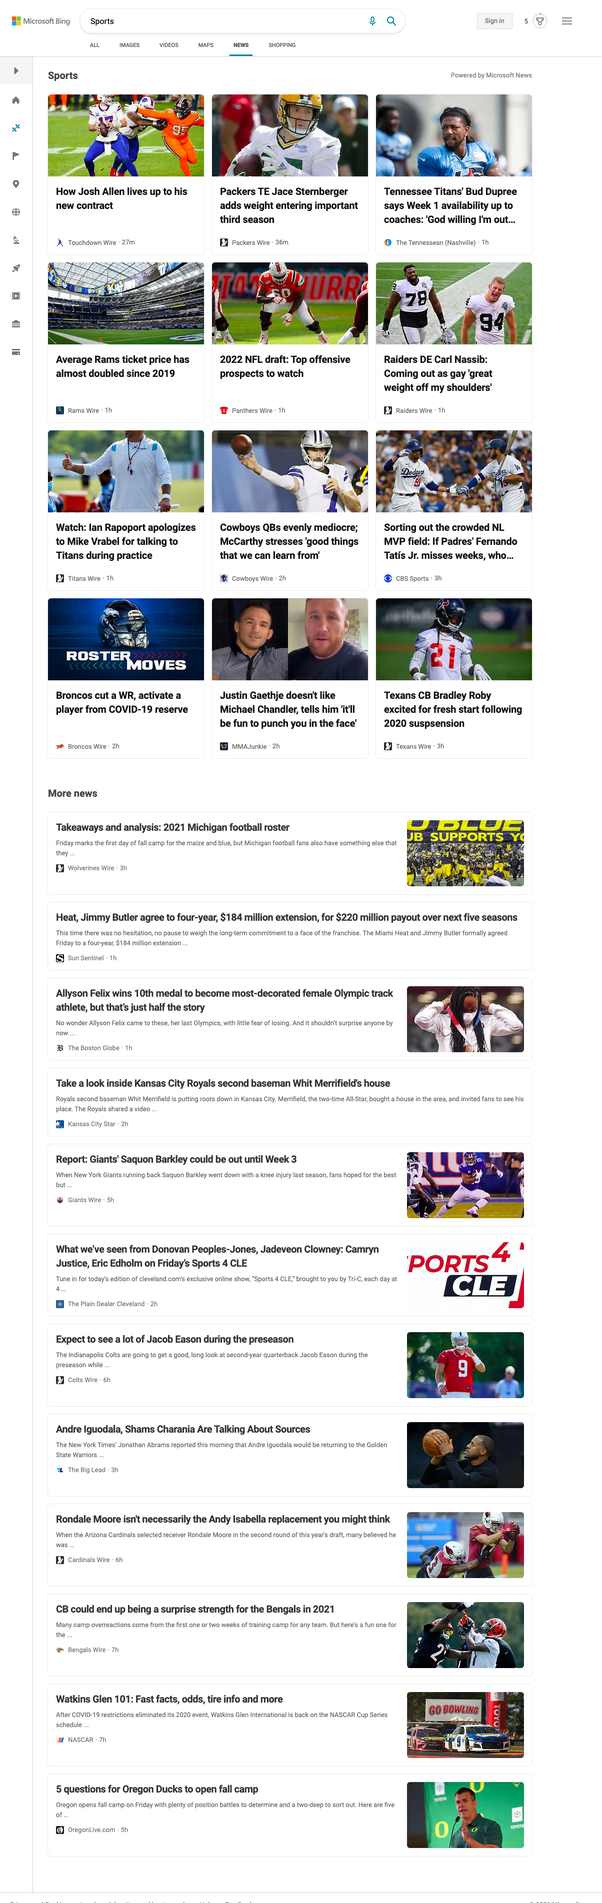 Microsoft Bing
Sports
Sign in
5
ALL IMAGES VIDEOS MAPS NEWS SHOPPING
Sports
Powered by Microsoft News
How Josh Allen lives up to his
new contract
Touchdown Wire · 27m
Packers TE Jace Sternberger
adds weight entering important
third season
Packers Wire · 36m
Tennessee Titans' Bud Dupree
says Week 1 availability up to
coaches: 'God willing I'm out...
The Tennessean (Nashville) · 1h
Average Rams ticket price has
almost doubled since 2019
Rams Wire · 1h
2022 NFL draft: Top offensive
prospects to watch
Panthers Wire · 1h
78
94
Raiders DE Carl Nassib:
Coming out as gay 'great
weight off my shoulders'
Raiders Wire · 1h
Watch: Ian Rapoport apologizes
to Mike Vrabel for talking to
Titans during practice
Titans Wire · 1h
Cowboys QBs evenly mediocre;
McCarthy stresses 'good things
that we can learn from'
Cowboys Wire · 2h
Dodgers
Sorting out the crowded NL
MVP field: If Padres' Fernando
Tatís Jr. misses weeks, who...
CBS Sports · 3h
ROSTER
MOVES
Broncos cut a WR, activate a
player from COVID-19 reserve
Broncos Wire · 2h
Justin Gaethje doesn't like
Michael Chandler, tells him 'it'll
be fun to punch you in the face'
MMAJunkie · 2h
21
Texans CB Bradley Roby
excited for fresh start following
2020 suspsension
Texans Wire · 3h
More news
Takeaways and analysis: 2021 Michigan football roster
Friday marks the first day of fall camp for the maize and blue, but Michigan football fans also have something else that
they ...
Wolverines Wire · 3h
O BLUE
UB SUPPORTS YO
Heat, Jimmy Butler agree to four-year, $184 million extension, for $220 million payout over next five seasons
This time there was no hesitation, no pause to weigh the long-term commitment to a face of the franchise. The Miami Heat and Jimmy Butler formally agreed
Friday to a four-year, $184 million extension ...
Sun Sentinel · 1h
Allyson Felix wins 10th medal to become most-decorated female Olympic track
athlete, but that's just half the story
No wonder Allyson Felix came to these, her last Olympics, with little fear of losing. And it shouldn't surprise anyone by
now ...
The Boston Globe · 1h
Take a look inside Kansas City Royals second baseman Whit Merrifield's house
Royals second baseman Whit Merrifield is putting roots down in Kansas City. Merrifield, the two-time All-Star, bought a house in the area, and invited fans to see his
place. The Royals shared a video ...
Kansas City Star · 2h
Report: Giants' Saquon Barkley could be out until Week 3
When New York Giants running back Saquon Barkley went down with a knee injury last season, fans hoped for the best
but ...
Giants Wire · 5h
What we've seen from Donovan Peoples-Jones, Jadeveon Clowney: Camryn
Justice, Eric Edholm on Friday's Sports 4 CLE
Tune in for today's edition of cleveland.com's exclusive online show, "Sports 4 CLE," brought to you by Tri-C, each day at
4 ...
The Plain Dealer Cleveland · 2h
PORTS 4
CLE
Expect to see a lot of Jacob Eason during the preseason
The Indianapolis Colts are going to get a good, long look at second-year quarterback Jacob Eason during the
preseason while ...
Colts Wire · 6h
9
Andre Iguodala, Shams Charania Are Talking About Sources
The New York Times' Jonathan Abrams reported this morning that Andre Iguodala would be returning to the Golden
State Warriors ...
The Big Lead · 3h
Rondale Moore isn't necessarily the Andy Isabella replacement you might think
When the Arizona Cardinals selected receiver Rondale Moore in the second round of this year's draft, many believed he
was ...
Cardinals Wire · 6h
CB could end up being a surprise strength for the Bengals in 2021
Many camp overreactions come from the first one or two weeks of training camp for any team. But here's a fun one for
the ...
Bengals Wire · 7h
Watkins Glen 101: Fast facts, odds, tire info and more
After COVID-19 restrictions eliminated its 2020 event, Watkins Glen International is back on the NASCAR Cup Series
schedule ...
NASCAR · 7h
GO BOWLING
5 questions for Oregon Ducks to open fall camp
Oregon opens fall camp on Friday with plenty of position battles to determine and a two-deep to sort out. Here are five
of ...
OregonLive.com · 5h